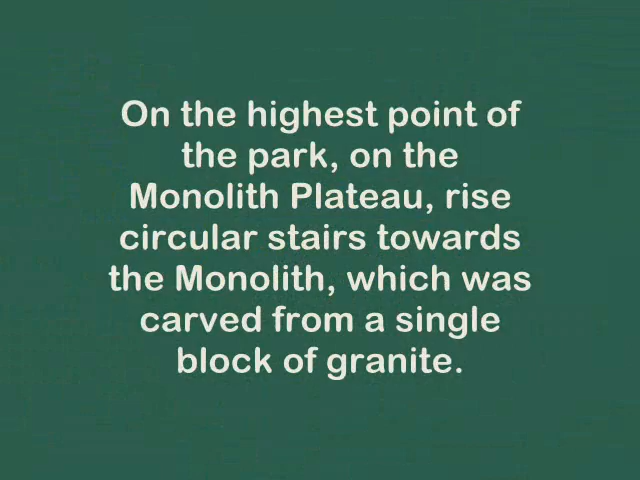 On the highest point of
the park, on the
Monolith Plateau, rise
circular stairs towards
the Monolith, which was
carved from a single
block of granite.